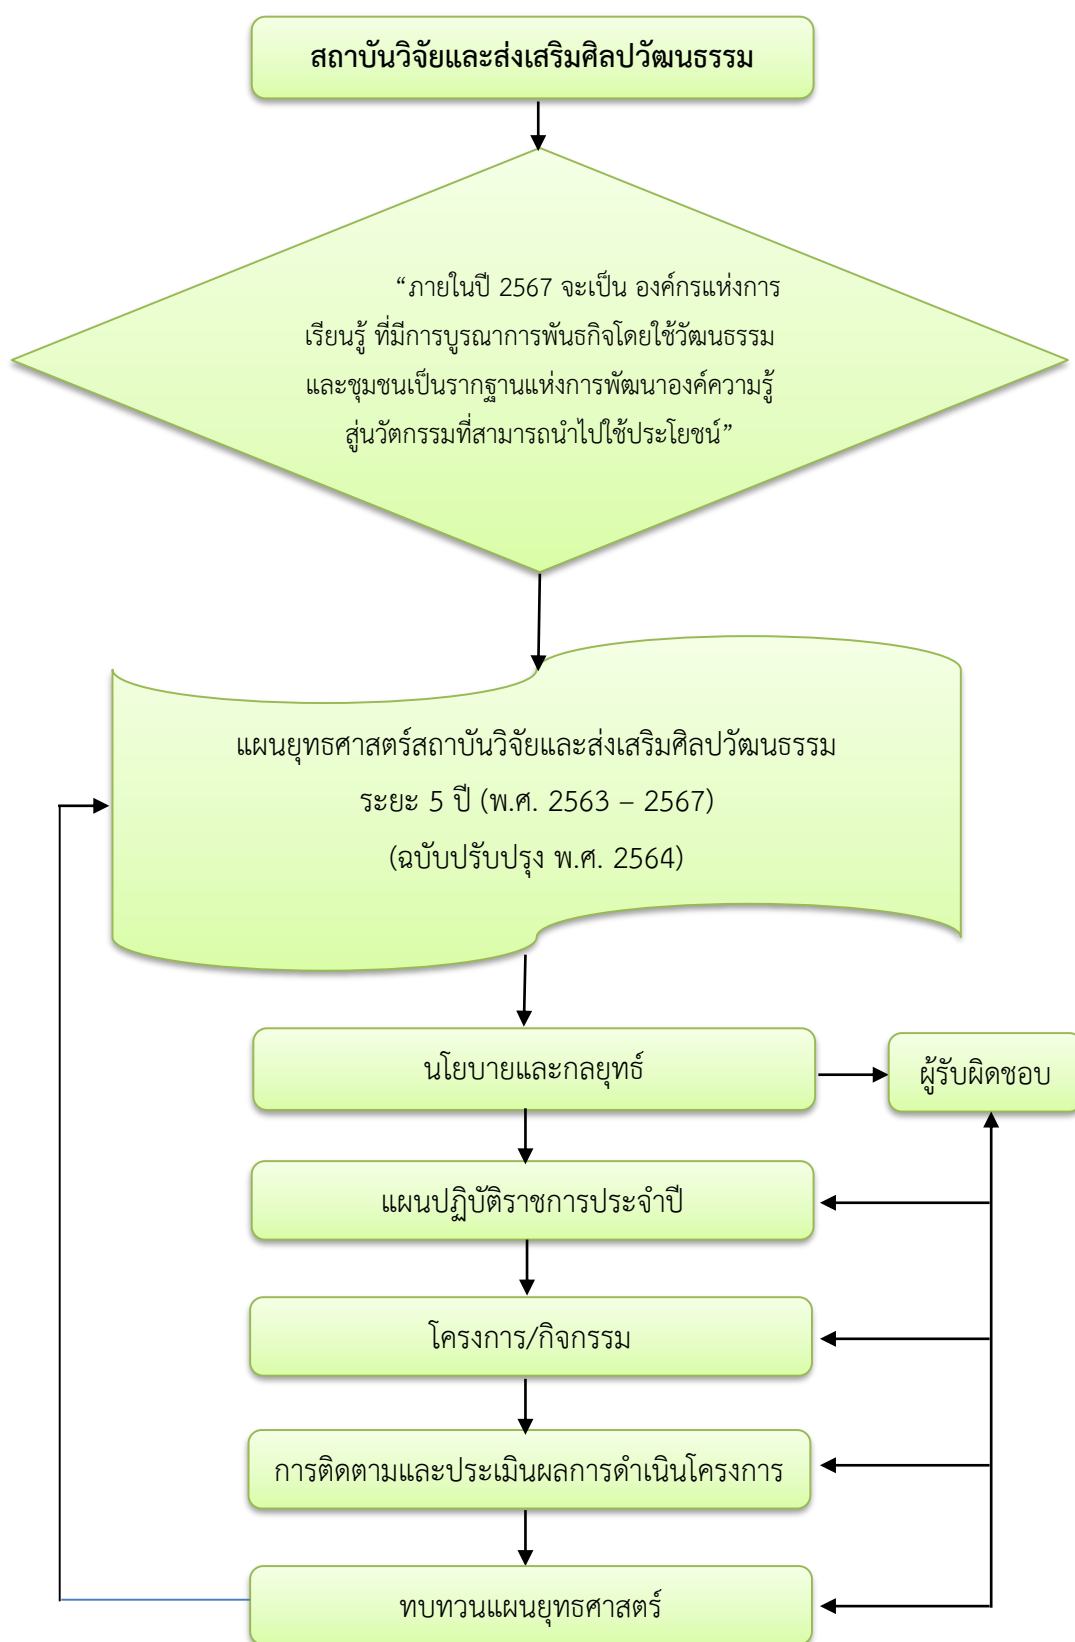 สถาบันวิจัยและส่งเสริมศิลปวัฒนธรรม
“ภายในปี 2567 จะเป็น องค์กรแห่งการ
เรียนรู้ ที่มีการบูรณาการพันธกิจโดยใช้วัฒนธรรม
และชุมชนเป็นรากฐานแห่งการพัฒนาองค์ความรู้
สู่นวัตกรรมที่สามารถนำไปใช้ประโยชน์”
แผนยุทธศาสตร์สถาบันวิจัยและส่งเสริมศิลปวัฒนธรรม
ระยะ 5 ปี (พ.ศ. 2563 – 2567)
(ฉบับปรับปรุง พ.ศ. 2564)
นโยบายและกลยุทธ์
ผู้รับผิดชอบ
แผนปฏิบัติราชการประจำปี
โครงการ/กิจกรรม
การติดตามและประเมินผลการดำเนินโครงการ
ทบทวนแผนยุทธศาสตร์